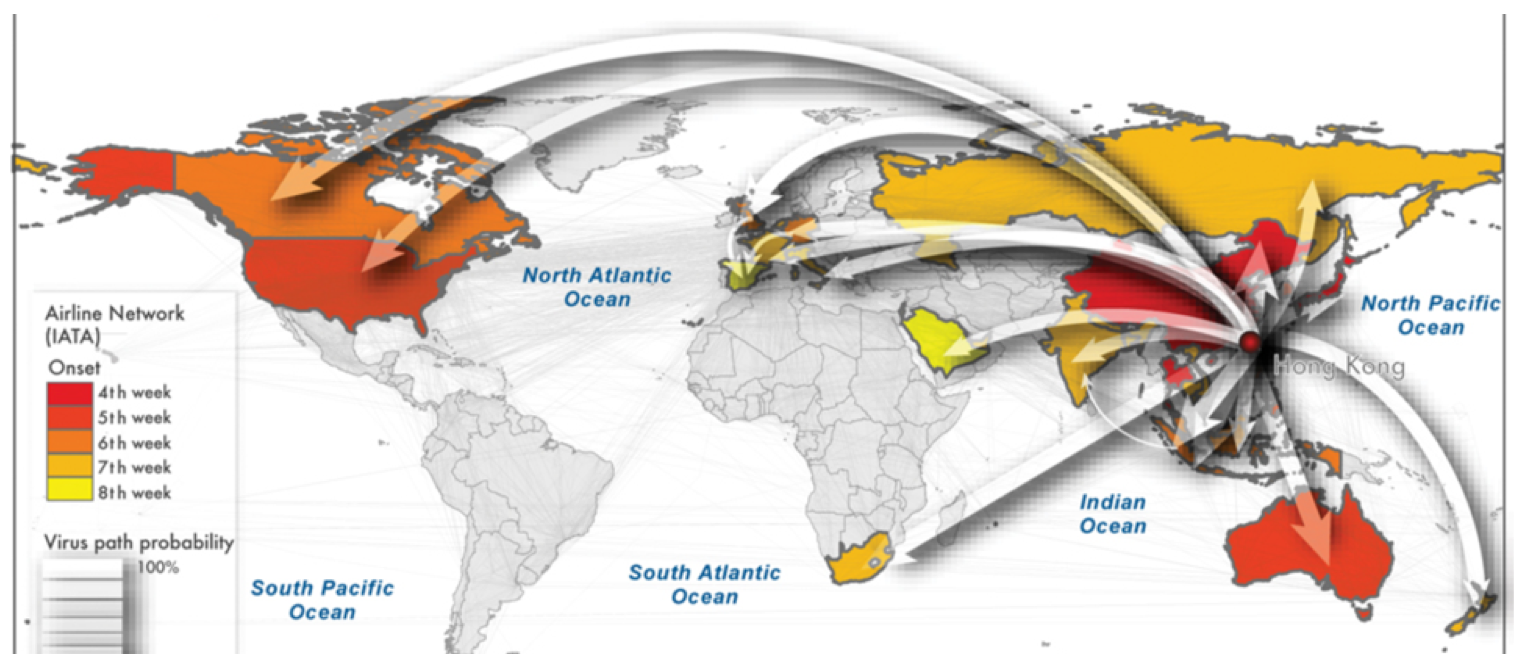 North Atlantic
Ocean
North Pacific
Ocean
Hong Kong
Airline Network
(IATA)
Onset
4th week
5th week
6th week
7th week
8th week
Indian
Ocean
Virus path probability
100%
South Pacific
Ocean
South Atlantic
Ocean